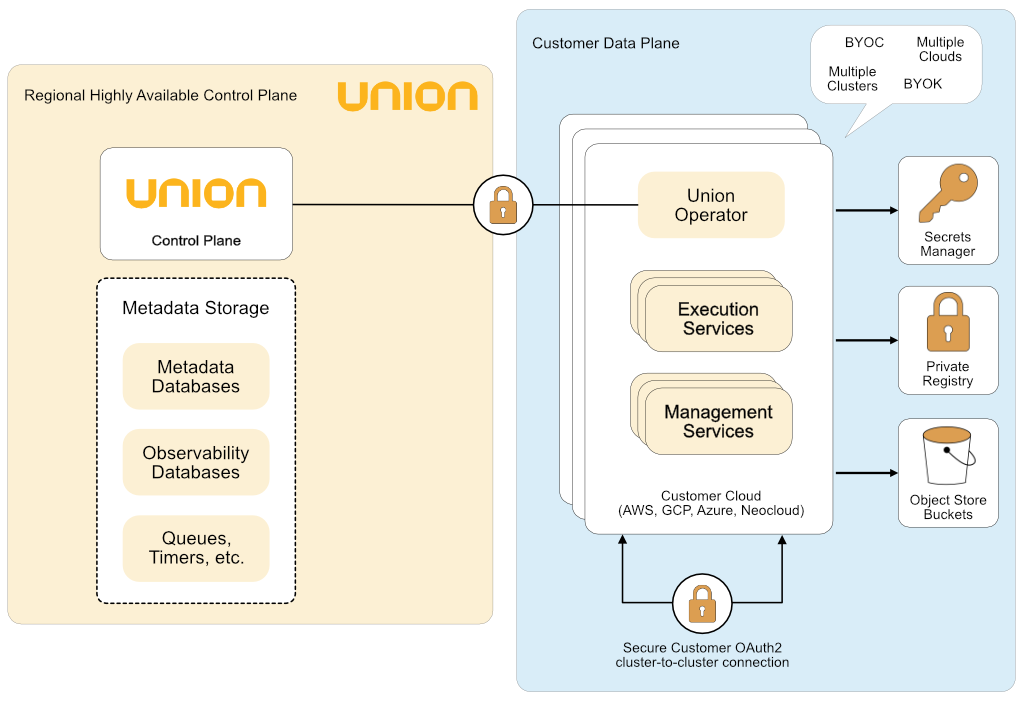 Regional Highly Available Control Plane
UNION
UNION
Control Plane
Metadata Storage
Metadata
Databases
Observability
Databases
Queues,
Timers, etc.
Customer Data Plane
BYOC
Multiple
Clouds
Multiple
Clusters
BYOK
Union
Operator
Execution
Services
Management
Services
Customer Cloud
(AWS, GCP, Azure, Neocloud)
Secrets
Manager
Private
Registry
Object Store
Buckets
Secure Customer OAuth2
cluster-to-cluster connection